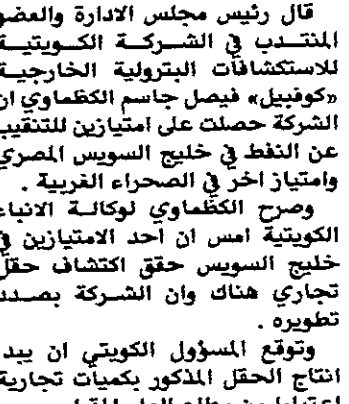 قال رئيس مجلس الادارة والعضو
المنتدب في الشركة الكويتية
للاستكشافات البترولية الخارجية
«كوفبيل» فيصل جاسم الكظماوي ان
الشركة حصلت على امتيازين للتنقيب
عن النفط في خليج السويس المصري
وامتياز اخر في الصحراء الغربية .
وصرح الكظماوي لوكالة الانباء
الكويتية امس ان احد الامتيازين في
خليج السويس حقق اكتشاف حقل
تجاري هناك وان الشركة بصدد
تطويره .
وتوقع المسؤول الكويتي ان يبد
انتاج الحقل المذكور بكميات تجارية